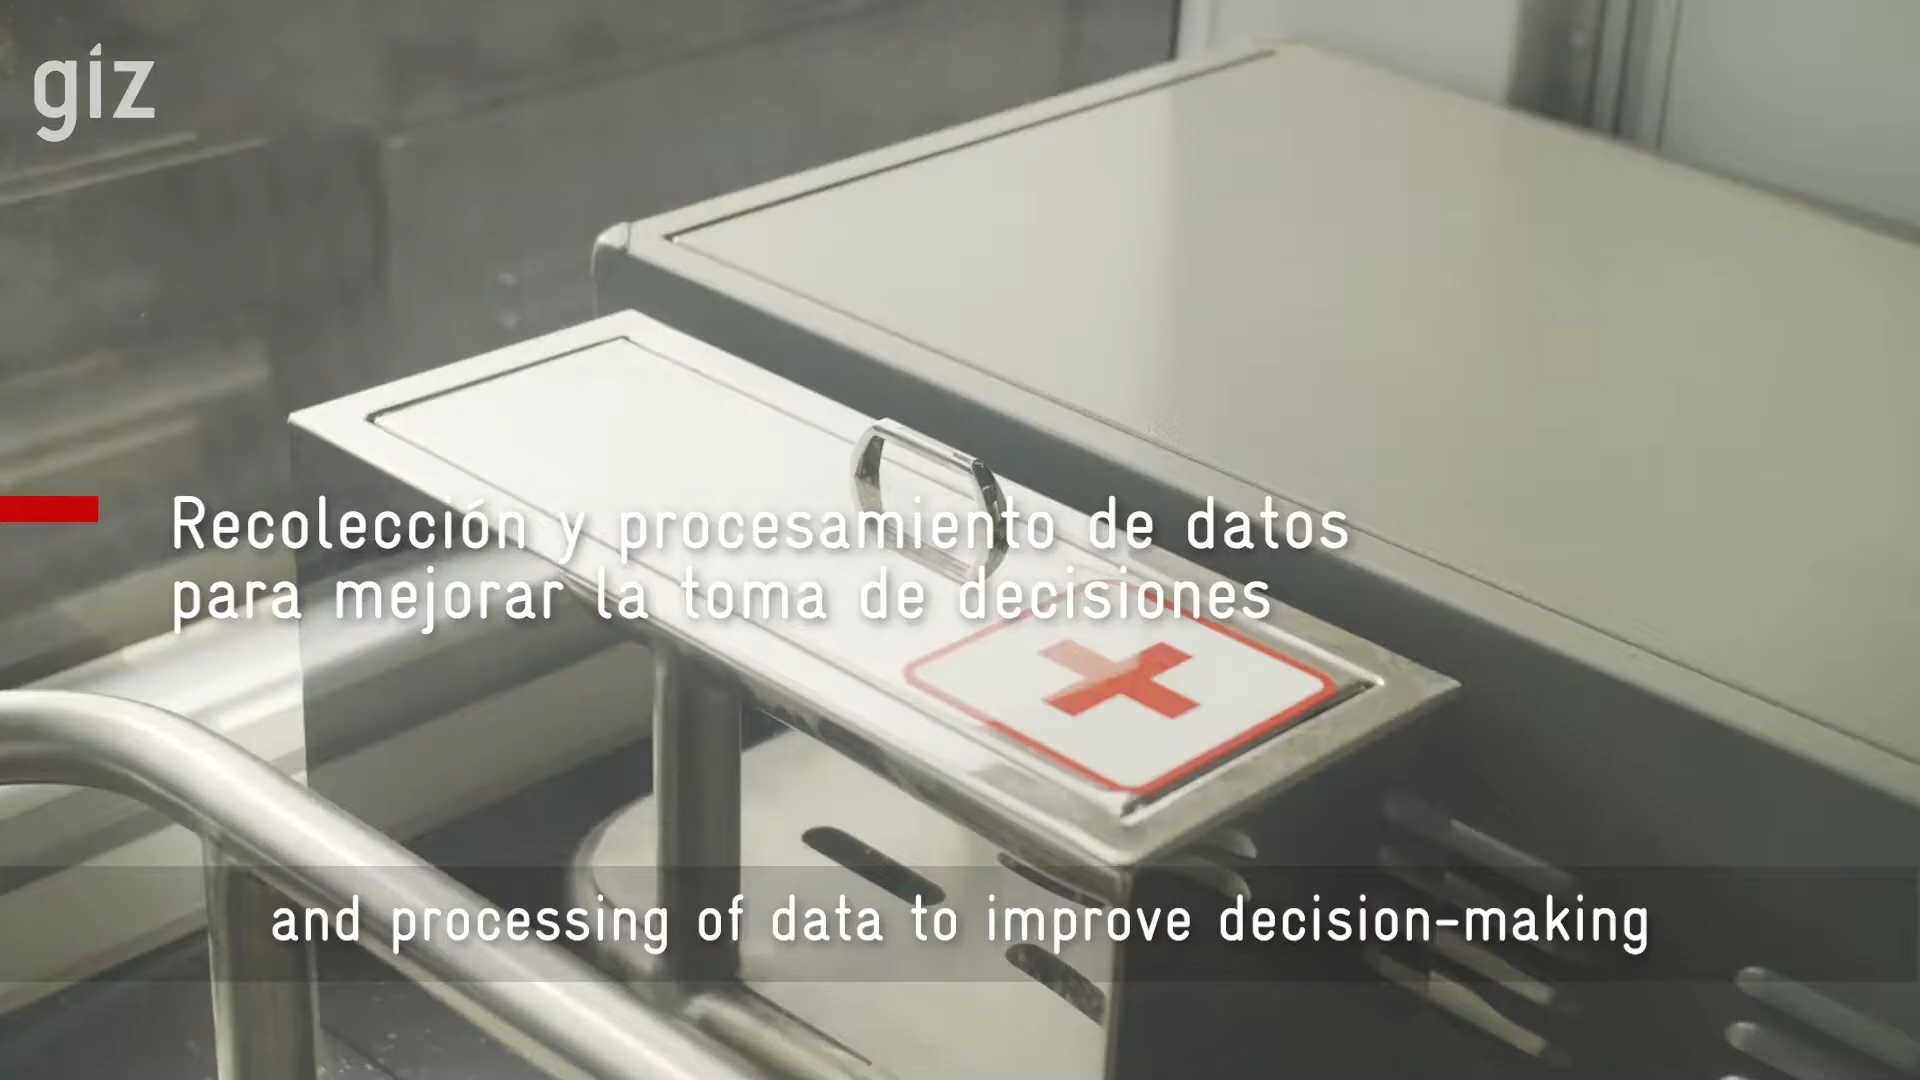 giz
Recolección y procesamiento de datos
para mejorar la toma de decisiones
and processing of data to improve decision-making